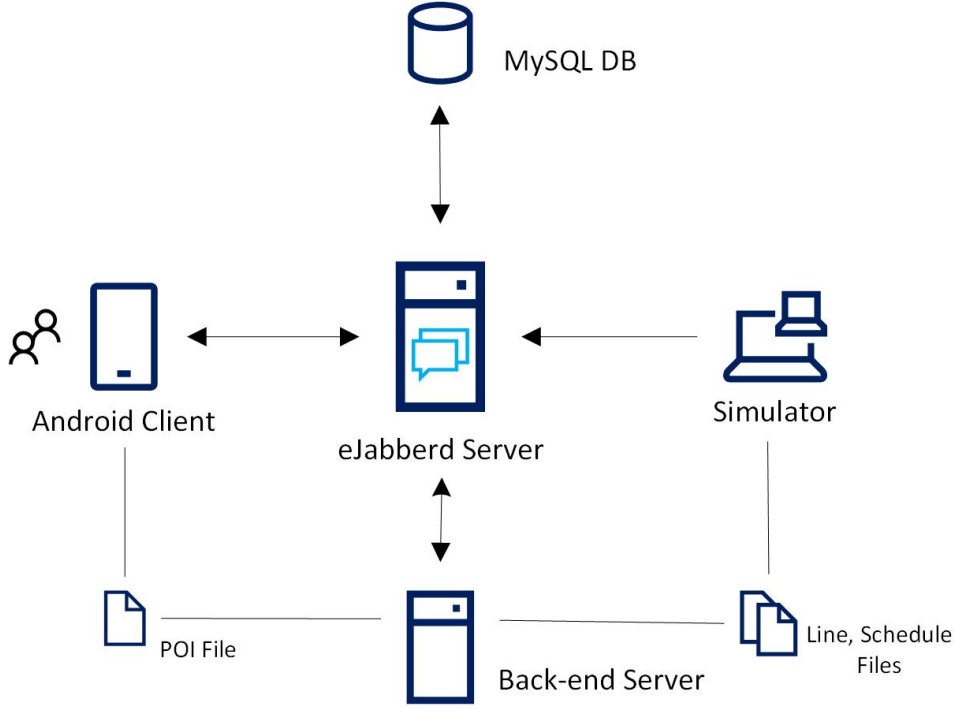 MySQL DB
Android Client
eJabberd Server
Simulator
POI File
Back-end Server
Line, Schedule
Files